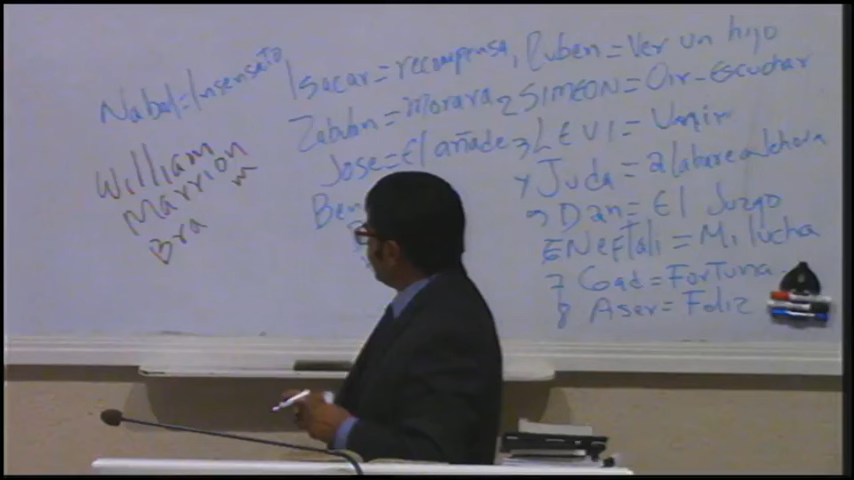 Nabal=Insensato
William
Marrion
Bra
m
Isacar=recompensa,
Zabulon=morara
Jose=El añade
Ben
Ruben=Ver un hijo
2 SIMEON=Oir-Escuchar
3 LEVI=Unir
4 Juda=alabare a Jehova
5 Dan=El Juzgo
6 Neftali=Mi lucha
7 Gad=Fortuna
8 Aser=Feliz